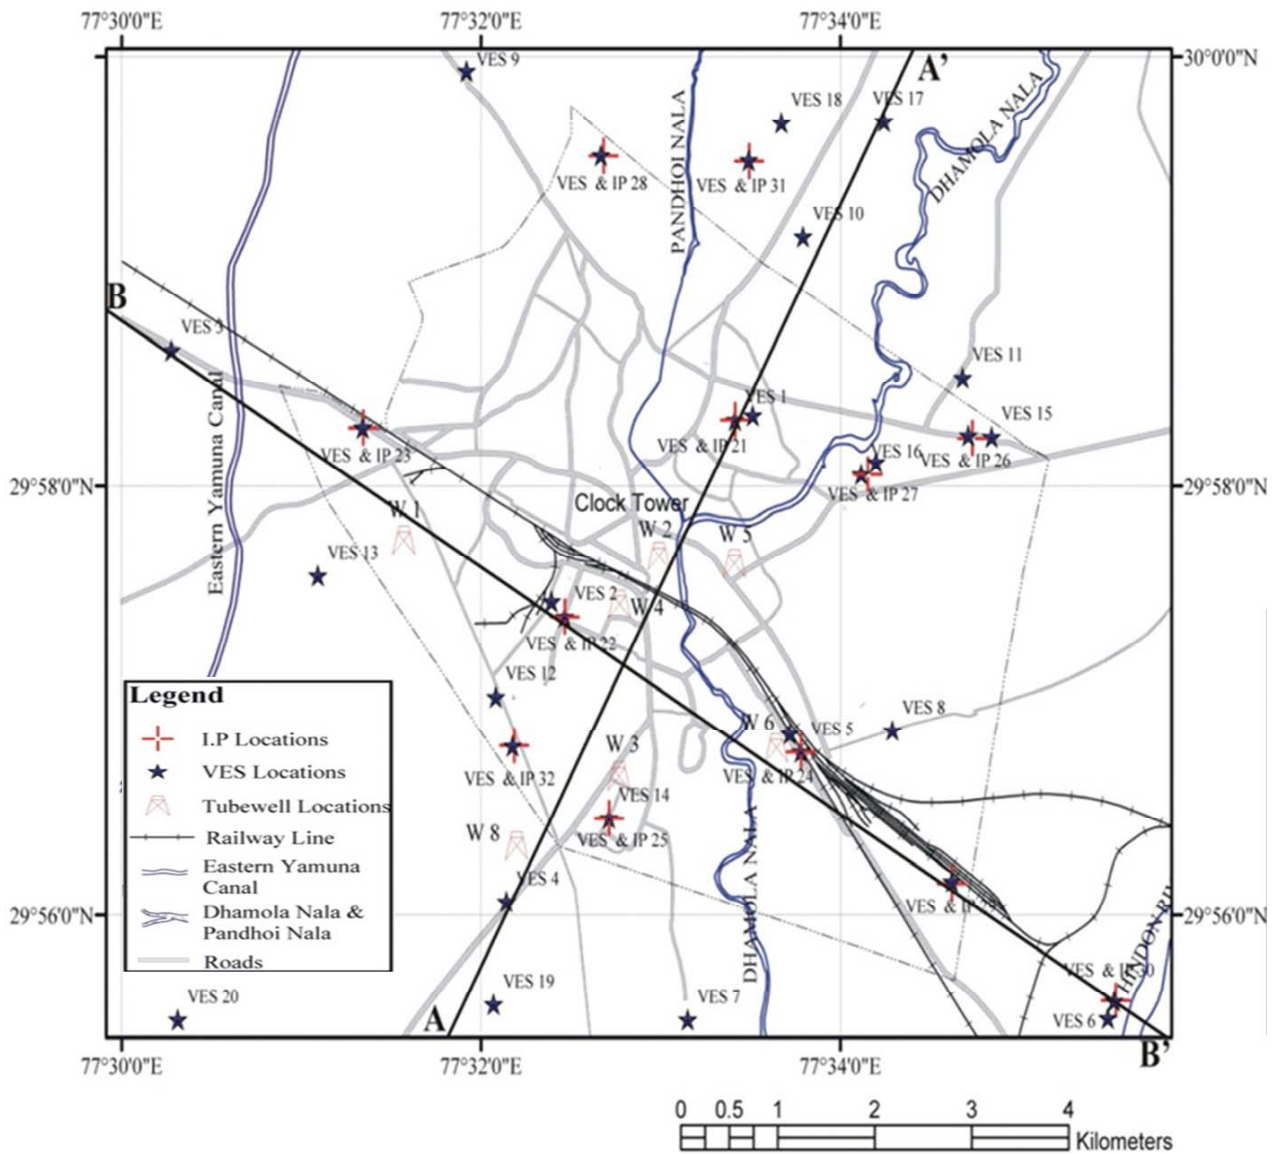 77°30'0"E
77°32'0"E
77°34'0"E
30°0'0"N
A'
VES 9
VES 18
VES 17
DHAMOLA NALA
PANDHOI NALA
VES & IP 28
VES & IP 31
VES 10
B
VES 3
VES 11
Eastern Yamuna Canal
VES 1
VES 15
VES & IP 21
VES & IP 23
VES 16
VES & IP 26
VES & IP 27
29°58'0"N
29°58'0"N
Clock Tower
W 1
W 2
W 5
VES 13
VES 2
W 4
VES & IP 22
VES 12
Legend
I.P Locations
VES Locations
Tubewell Locations
Railway Line
Eastern Yamuna
Canal
Dhamola Nala &
Pandhoi Nala
Roads
VES 8
W 6
VES 5
VES & IP 32
W 3
VES & IP 24
VES 14
W 8
VES & IP 25
VES 4
DHAMOLA NALA
VES & IP
29°56'0"N
29°56'0"N
HINDON
VES & IP 30
VES 19
VES 20
VES 7
VES 6
A
B'
77°30'0"E
77°32'0"E
77°34'0"E
0 0.5 1 2 3 4
Kilometers